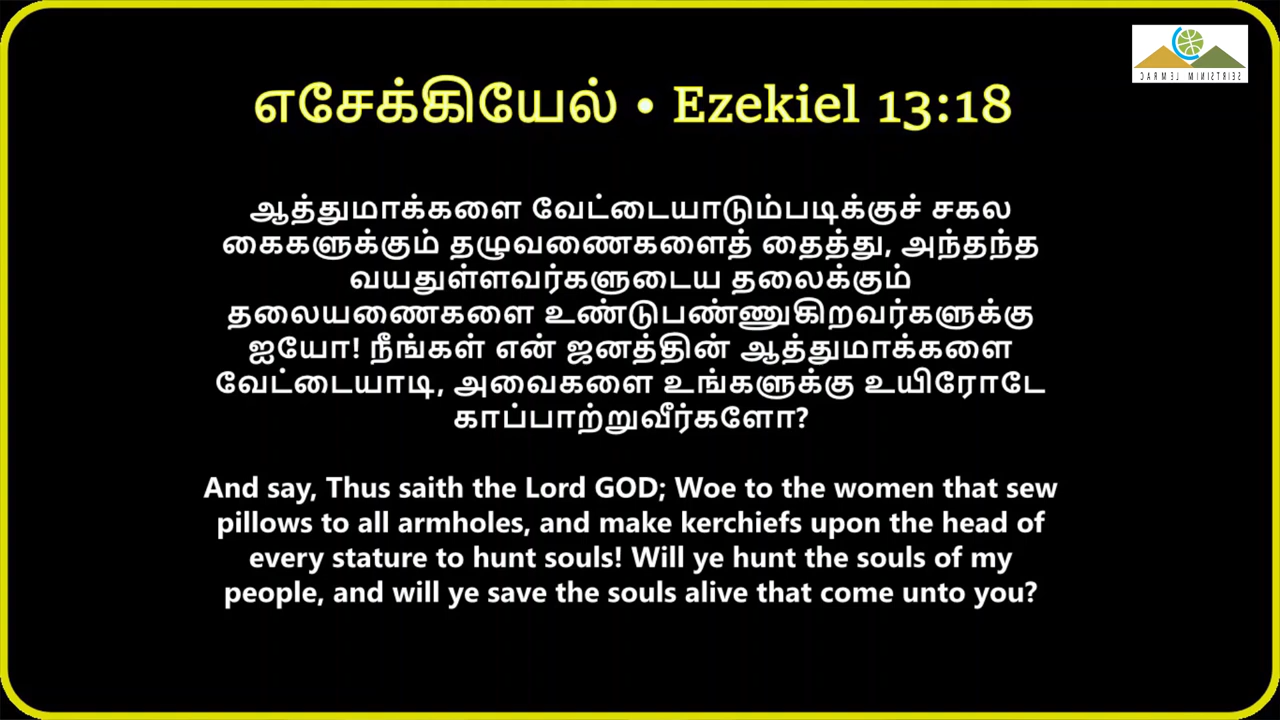 எசேக்கியேல் • Ezekiel 13:18
ஆத்துமாக்களை வேட்டையாடும்படிக்குச் சகல
கைகளுக்கும் தழுவணைகளைத் தைத்து, அந்தந்த
வயதுள்ளவர்களுடைய தலைக்கும்
தலையணைகளை உண்டுபண்ணுகிறவர்களுக்கு
ஐயோ! நீங்கள் என் ஜனத்தின் ஆத்துமாக்களை
வேட்டையாடி, அவைகளை உங்களுக்கு உயிரோடே
காப்பாற்றுவீர்களோ?
And say, Thus saith the Lord GOD; Woe to the women that sew
pillows to all armholes, and make kerchiefs upon the head of
every stature to hunt souls! Will ye hunt the souls of my
people, and will ye save the souls alive that come unto you?